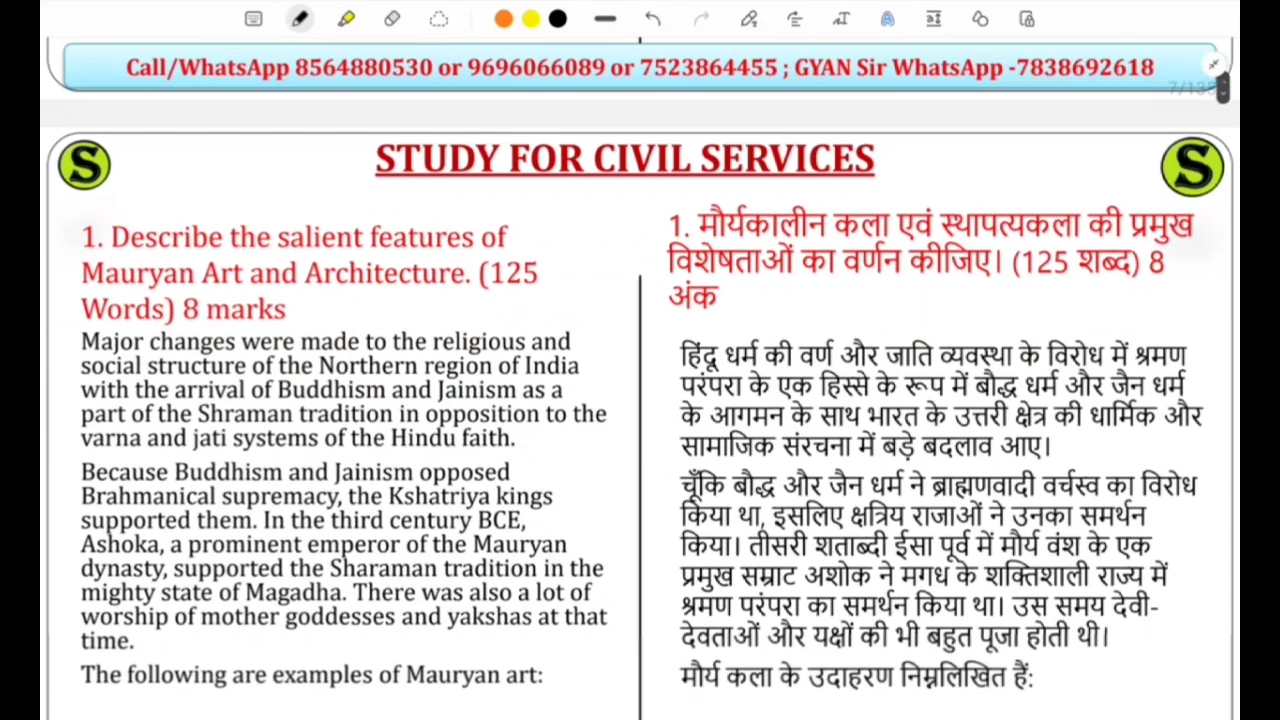 Call/WhatsApp 8564880530 or 9696066089 or 7523864455 ; GYAN Sir WhatsApp -7838692618
7/135
S
STUDY FOR CIVIL SERVICES
S
1. Describe the salient features of
Mauryan Art and Architecture. (125
Words) 8 marks
Major changes were made to the religious and
social structure of the Northern region of India
with the arrival of Buddhism and Jainism as a
part of the Shraman tradition in opposition to the
varna and jati systems of the Hindu faith.
Because Buddhism and Jainism opposed
Brahmanical supremacy, the Kshatriya kings
supported them. In the third century BCE,
Ashoka, a prominent emperor of the Mauryan
dynasty, supported the Sharaman tradition in the
mighty state of Magadha. There was also a lot of
worship of mother goddesses and yakshas at that
time.
The following are examples of Mauryan art:
1. मौर्यकालीन कला एवं स्थापत्यकला की प्रमुख
विशेषताओं का वर्णन कीजिए। (125 शब्द) 8
अंक
हिंदू धर्म की वर्ण और जाति व्यवस्था के विरोध में श्रमण
परंपरा के एक हिस्से के रूप में बौद्ध धर्म और जैन धर्म
के आगमन के साथ भारत के उत्तरी क्षेत्र की धार्मिक और
सामाजिक संरचना में बड़े बदलाव आए।
चूँकि बौद्ध और जैन धर्म ने ब्राह्मणवादी वर्चस्व का विरोध
किया था, इसलिए क्षत्रिय राजाओं ने उनका समर्थन
किया। तीसरी शताब्दी ईसा पूर्व में मौर्य वंश के एक
प्रमुख सम्राट अशोक ने मगध के शक्तिशाली राज्य में
श्रमण परंपरा का समर्थन किया था। उस समय देवी-
देवताओं और यक्षों की भी बहुत पूजा होती थी।
मौर्य कला के उदाहरण निम्नलिखित हैं: